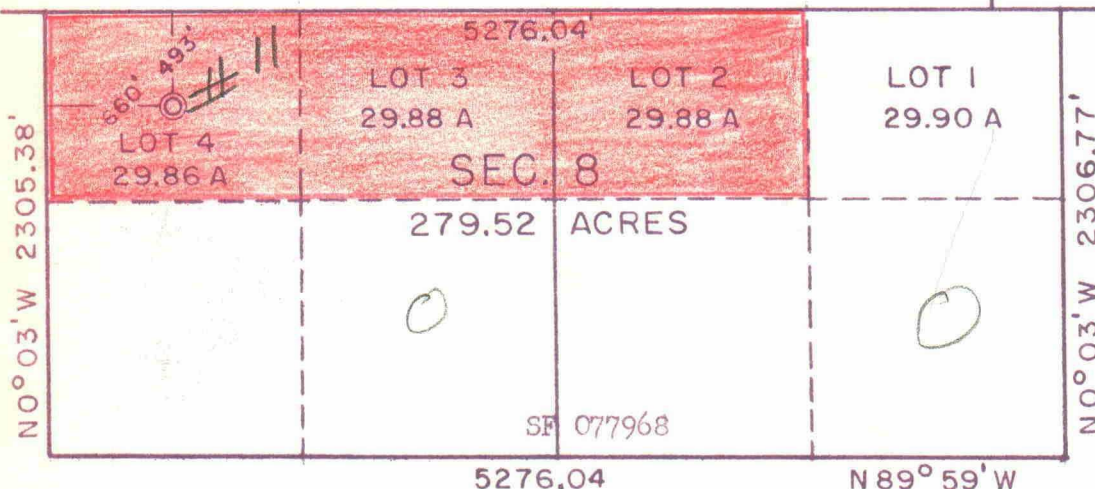 5276.04'
660' 493' # 11
LOT 3 LOT 2 LOT 1
29.88 A 29.88 A 29.90 A
LOT 4
29.86 A
SEC. 8
279.52 ACRES
N0°03'W 2305.38'
N0°03'W 2306.77'
SF 077968
5276.04 N89°59'W